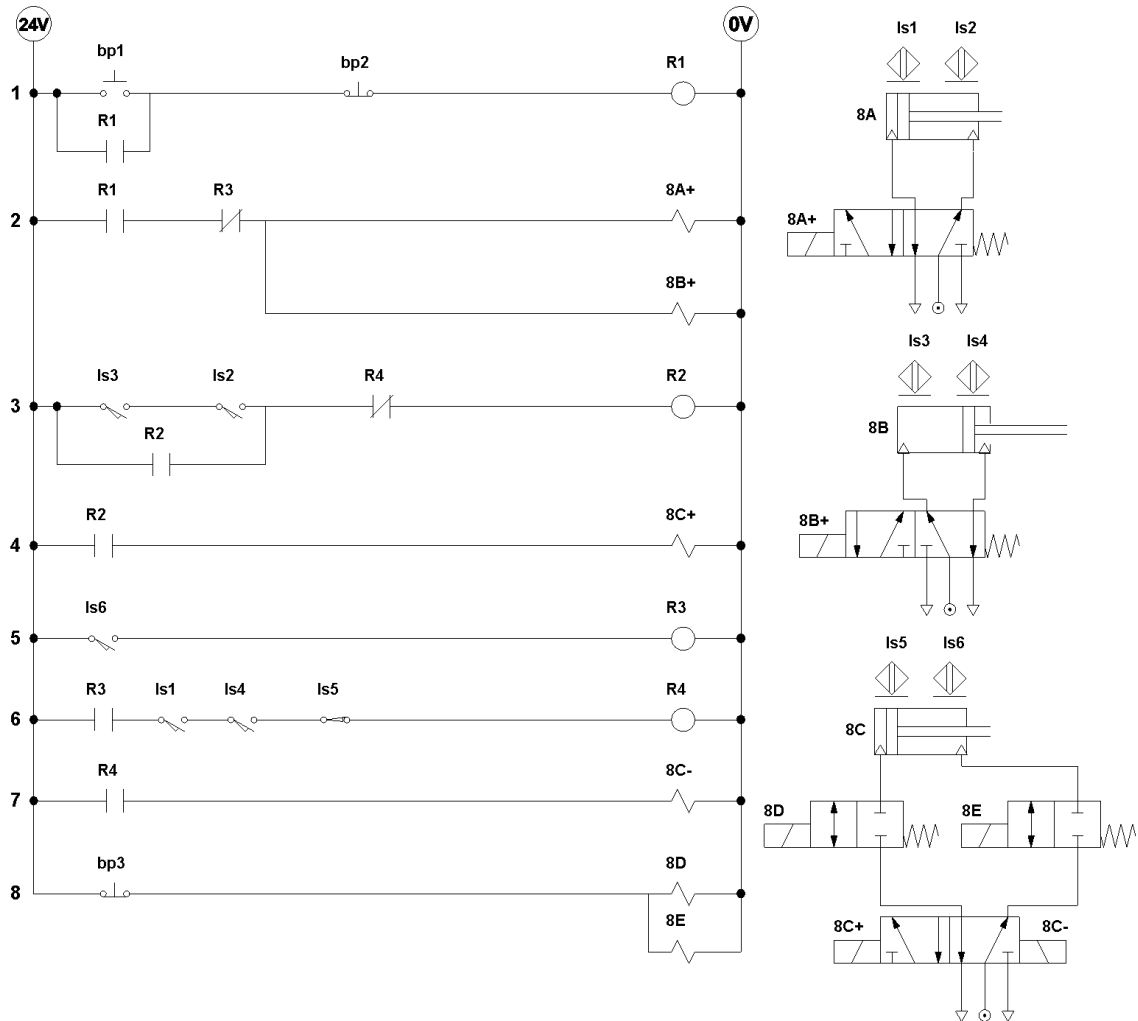 24V 0V
bp1 bp2 R1
1
R1
R1 R3 8A+
2
8B+
ls3 ls2 R4 R2
3
R2
R2 8C+
4
ls6 R3
5
R3 ls1 ls4 ls5 R4
6
R4 8C-
7
bp3 8D
8
8E
ls1 ls2
8A
8A+
ls3 ls4
8B
8B+
ls5 ls6
8C
8D 8E
8C+ 8C-